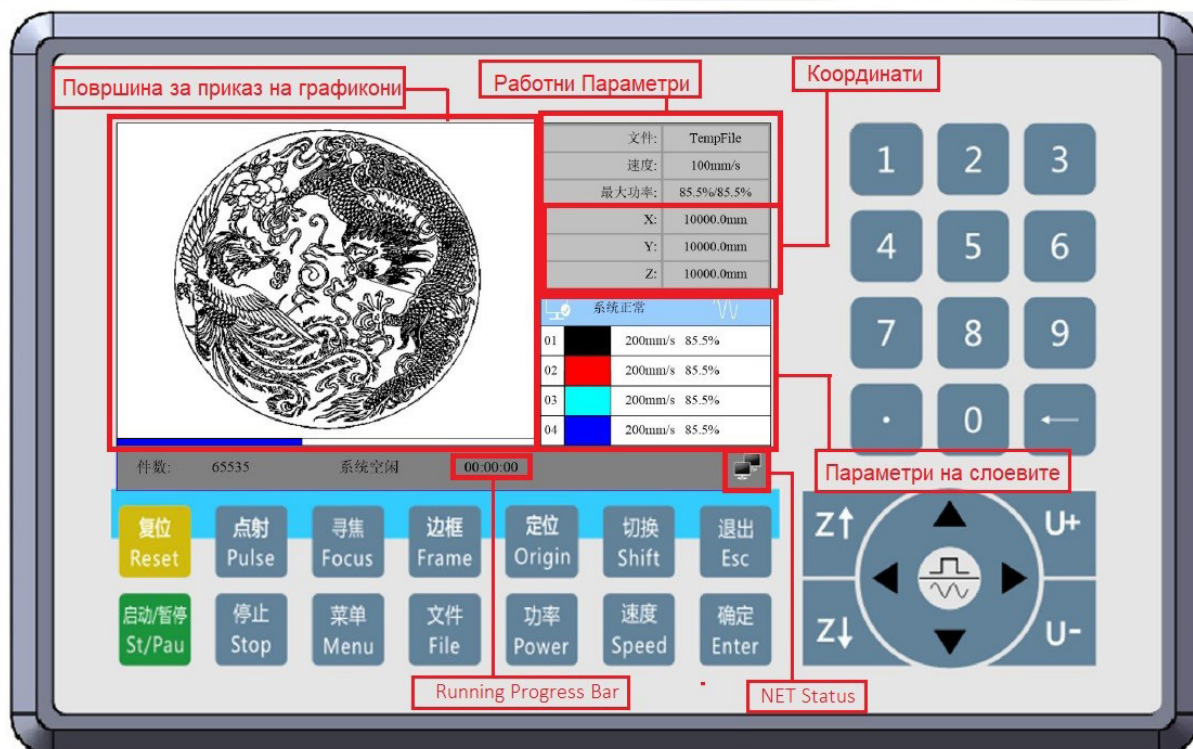 Површина за приказ на графикони
Работни Параметри
Координати
文件: TempFile
速度: 100mm/s
最大功率: 85.5%/85.5%
X: 10000.0mm
Y: 10000.0mm
Z: 10000.0mm
系统正常
01 200mm/s 85.5%
02 200mm/s 85.5%
03 200mm/s 85.5%
04 200mm/s 85.5%
件数: 65535 系统空闲 00:00:00
1 2 3
4 5 6
7 8 9
. 0 ←
Параметри на слоевите
复位 点射 寻焦 边框 定位 切换 退出
Reset Pulse Focus Frame Origin Shift Esc
启动/暂停 停止 菜单 文件 功率 速度 确定
St/Pau Stop Menu File Power Speed Enter
Z↑ U+
Z↓ U-
Running Progress Bar
NET Status